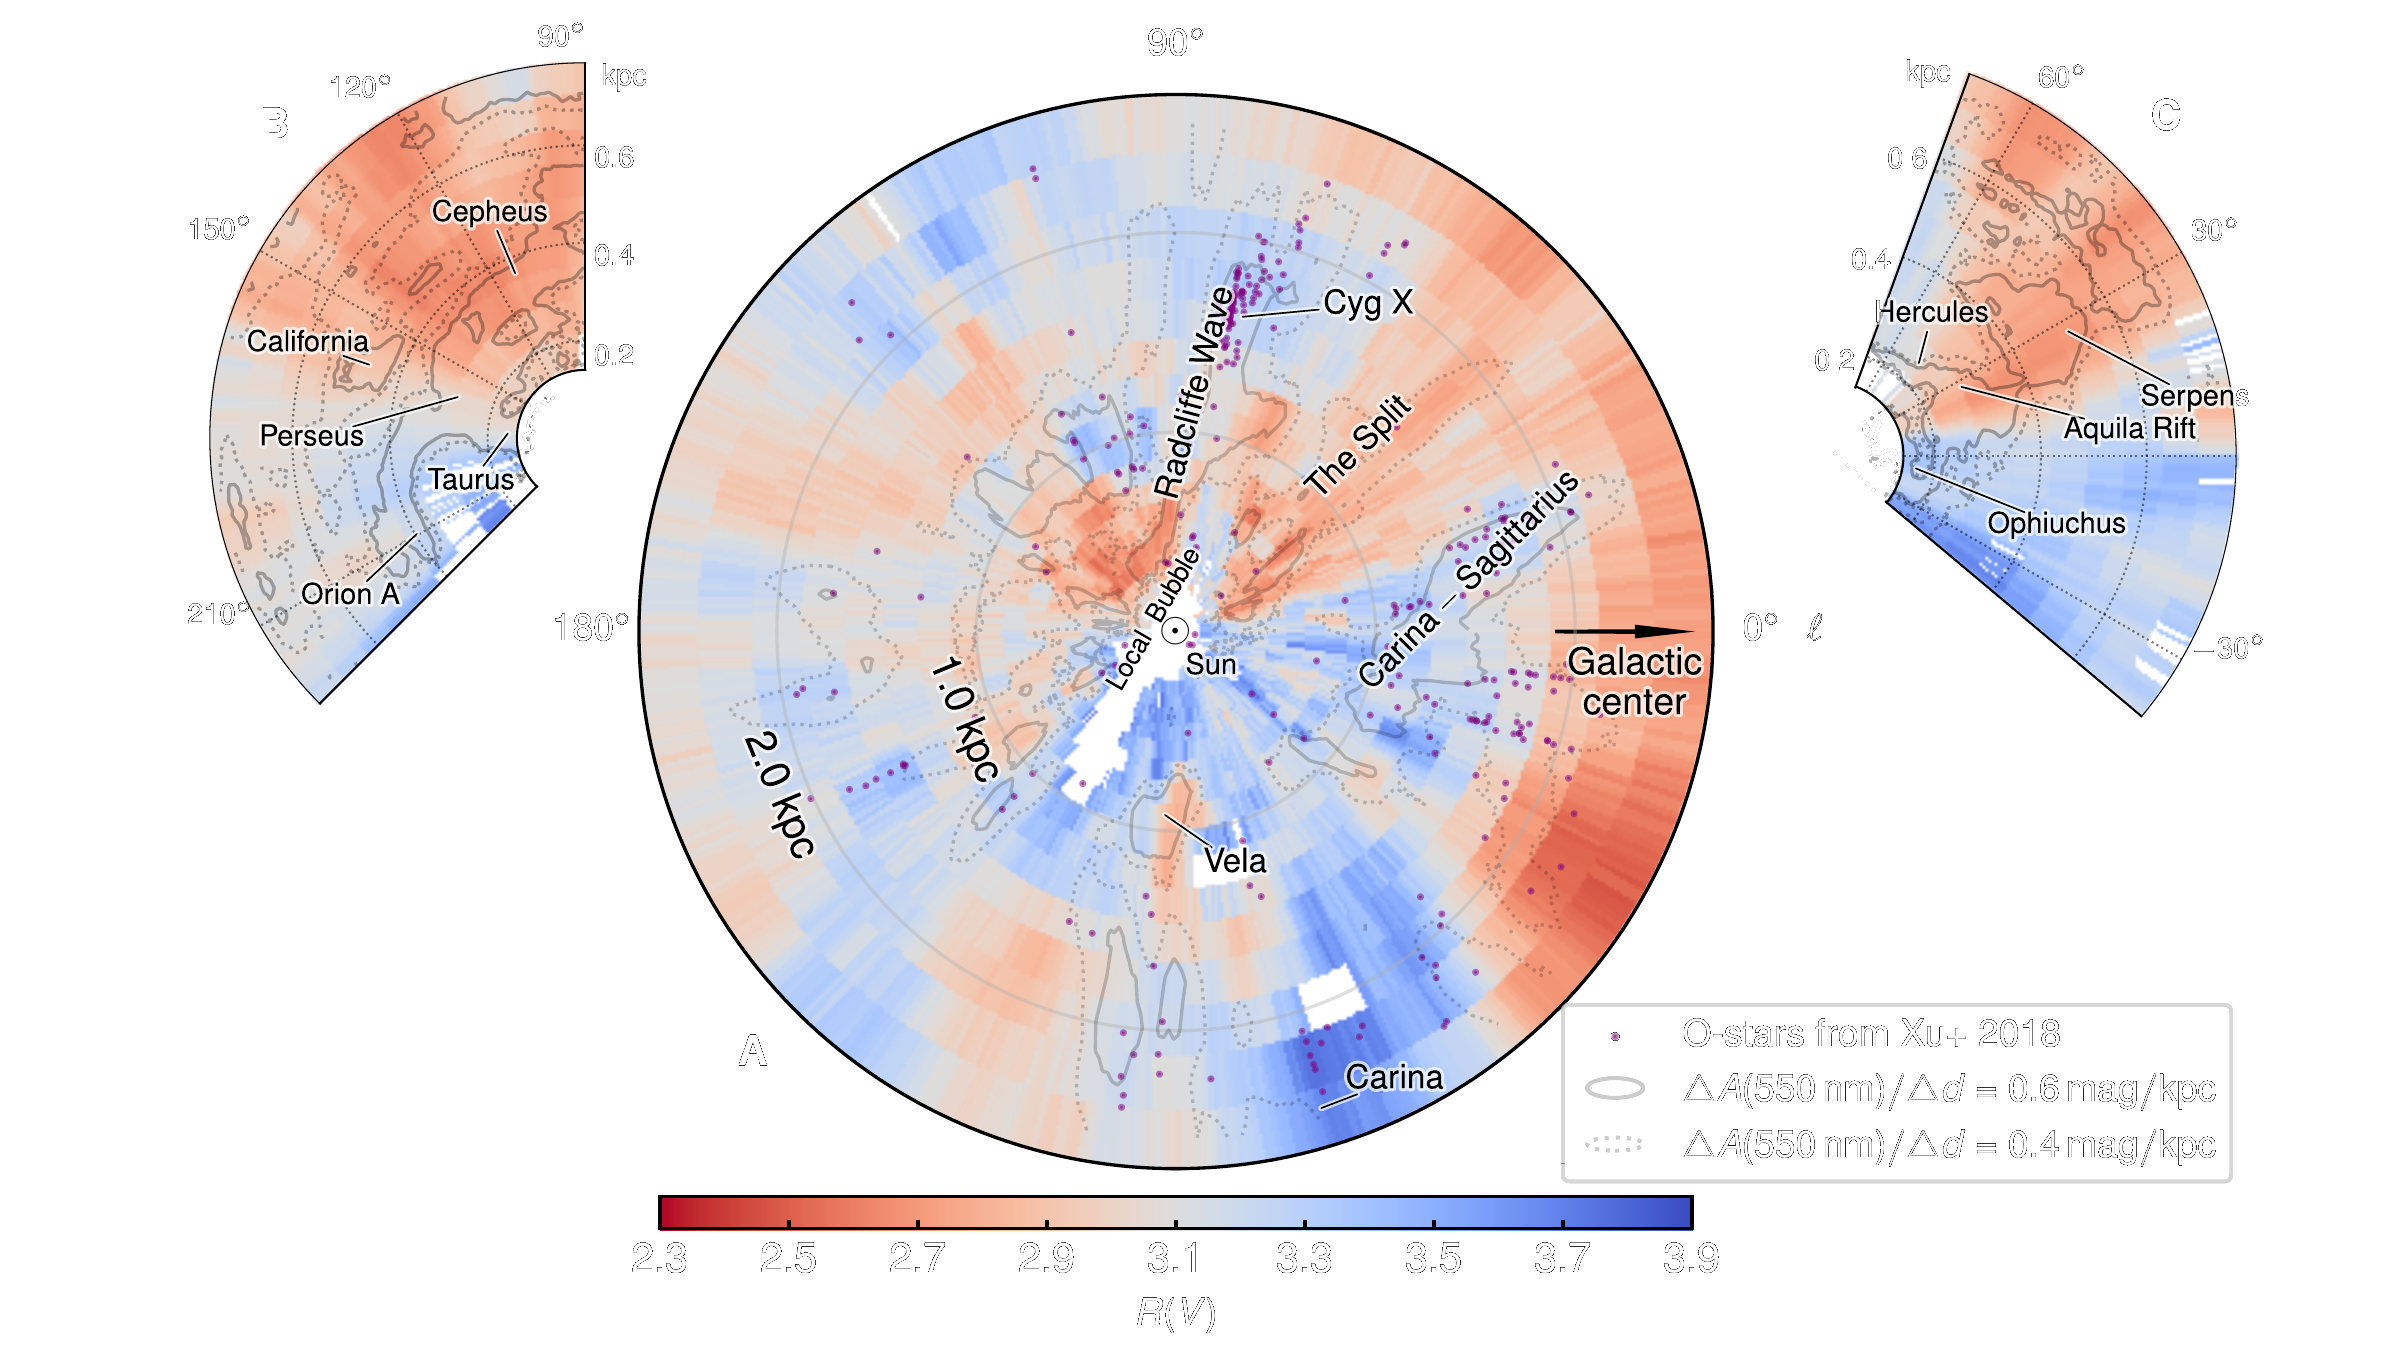 B
90°
120°
150°
210°
kpc
0.6
0.4
0.2
Cepheus
California
Perseus
Taurus
Orion A
A
90°
180°
0° ℓ
Cyg X
Radcliffe Wave
The Split
Carina – Sagittarius
Local Bubble
Sun
Galactic
center
1.0 kpc
2.0 kpc
Vela
Carina
C
kpc
60°
30°
−30°
0 6
0.4
0 2
Hercules
Serpens
Aquila Rift
Ophiuchus
O-stars from Xu+ 2018
△A(550 nm)/△d = 0.6 mag/kpc
△A(550 nm)/△d = 0.4 mag/kpc
2.3 2.5 2.7 2.9 3.1 3.3 3.5 3.7 3.9
R(V)